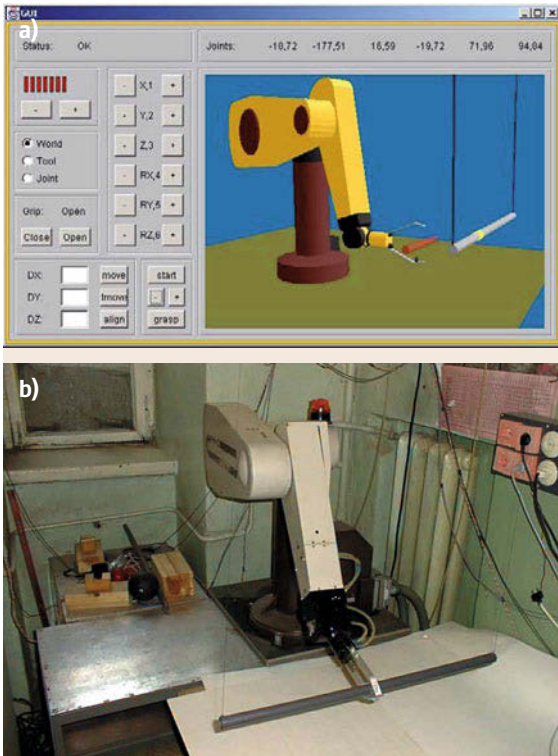 GUI
a)
Status: OK
Joints: -10,72 -177,51 16,59 -19,72 71,96 94,04
- +
- X,1 +
- Y,2 +
- Z,3 +
- RX,4 +
- RY,5 +
- RZ,6 +
World
Tool
Joint
Grip: Open
Close Open
DX: move start
DY: tmove - +
DZ: align grasp
b)